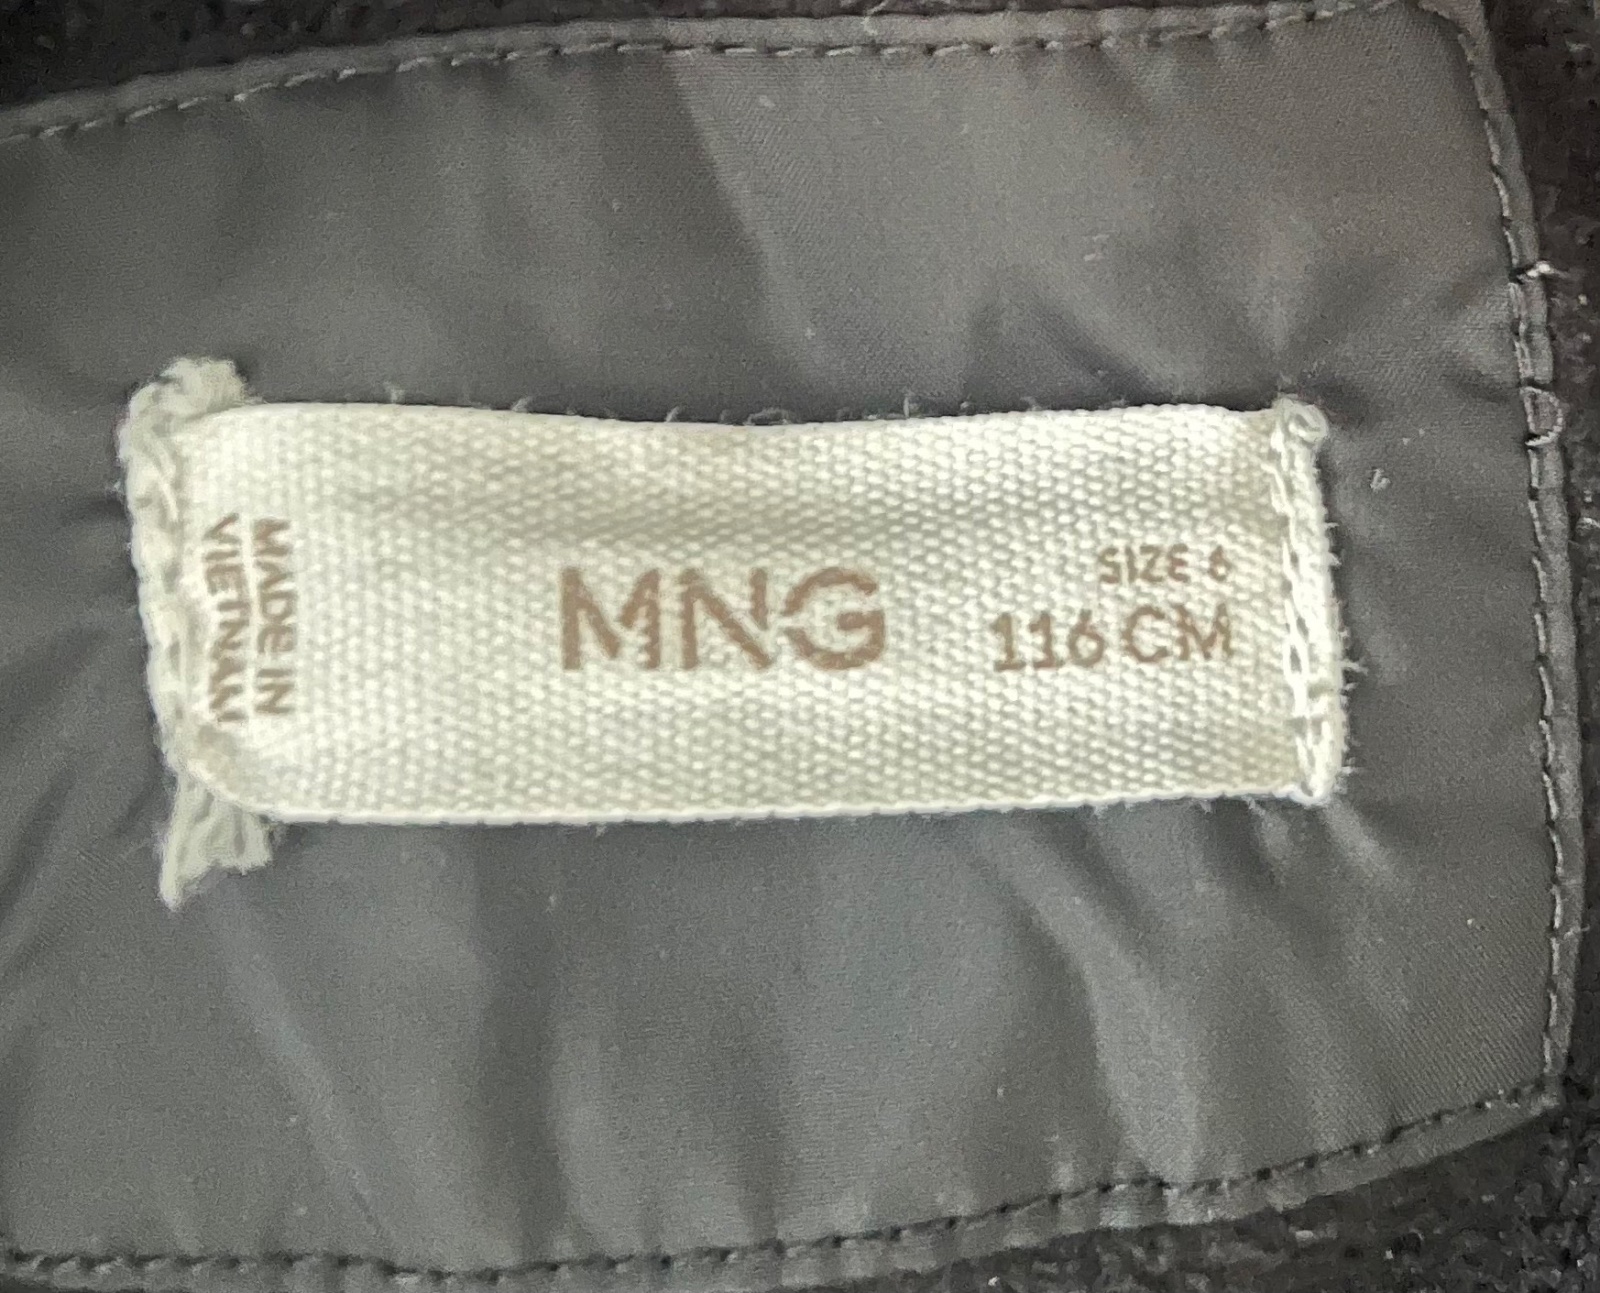 MADE IN
VIETNAM
MNG
SIZE 6
116 CM